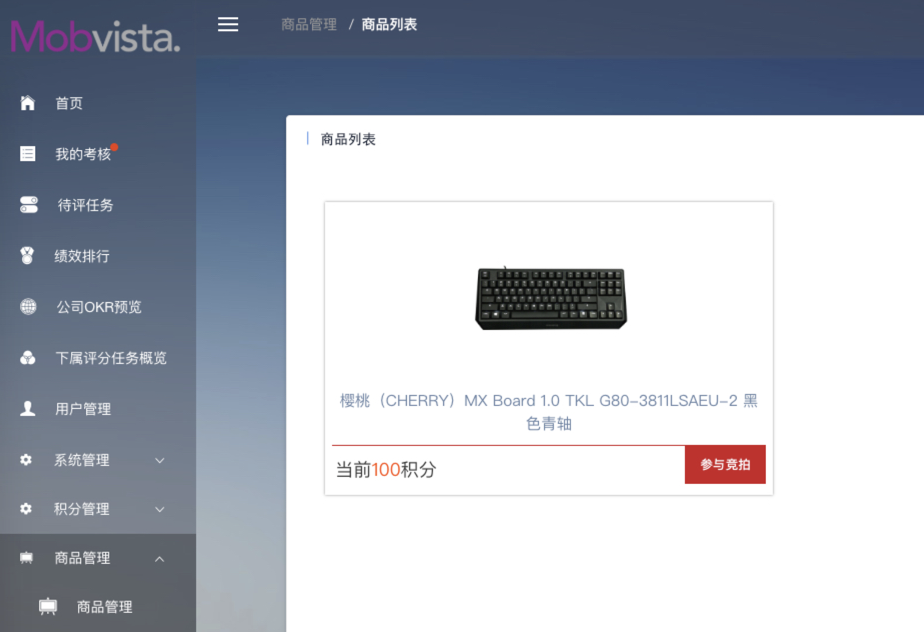 Mobvista.
商品管理 / 商品列表
首页
我的考核
待评任务
绩效排行
公司OKR预览
下属评分任务概览
用户管理
系统管理
积分管理
商品管理
商品管理
商品列表
樱桃（CHERRY）MX Board 1.0 TKL G80-3811LSAEU-2 黑
色青轴
当前100积分
参与竞拍